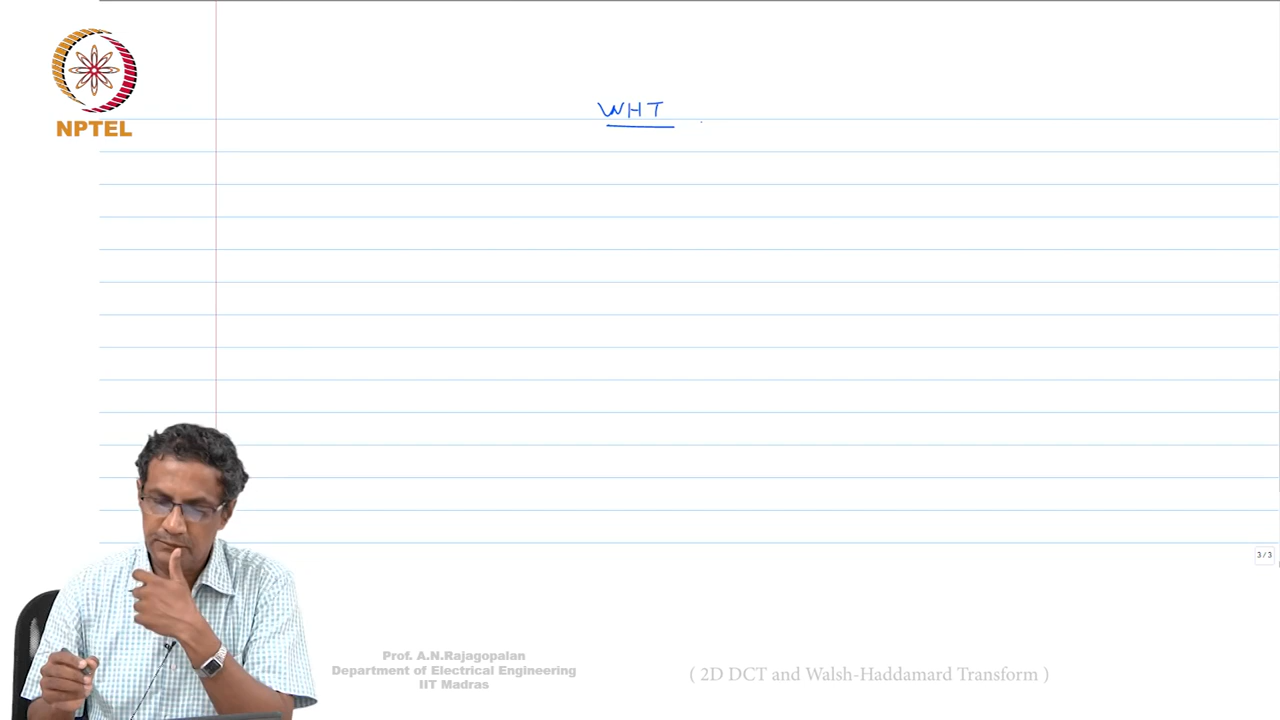 NPTEL
WHT
3 / 3
Prof. A.N.Rajagopalan
Department of Electrical Engineering
IIT Madras
( 2D DCT and Walsh-Haddamard Transform )